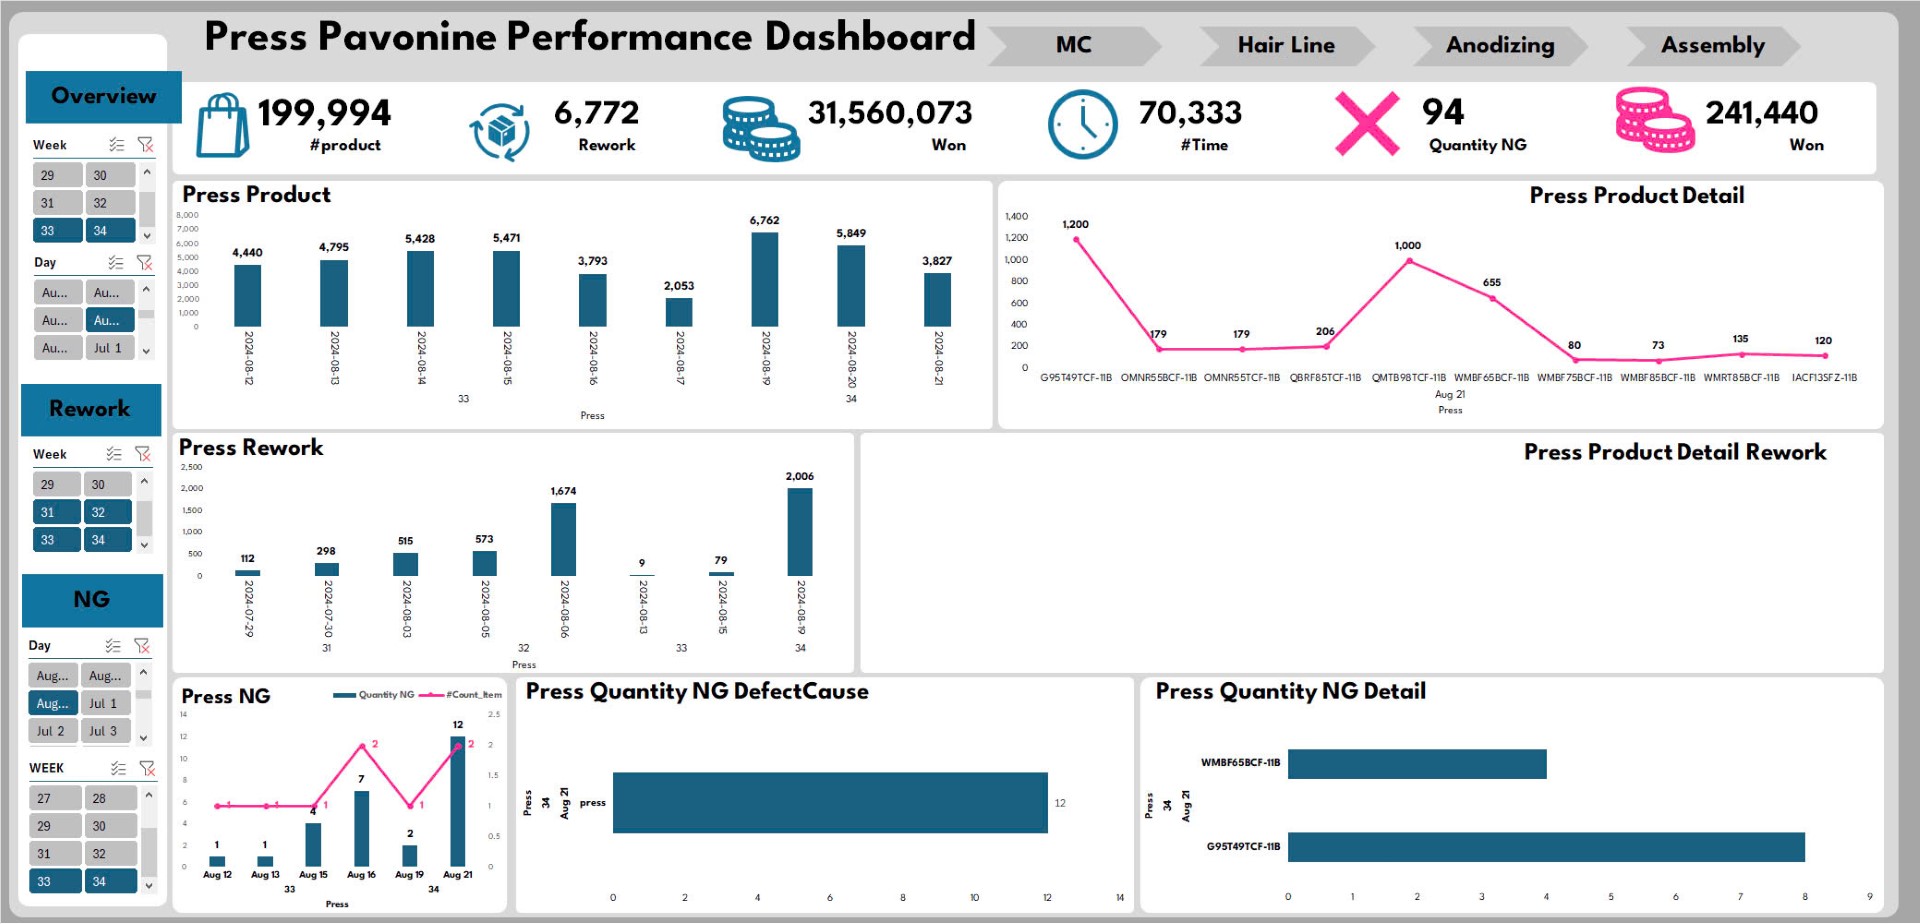 Press Pavonine Performance Dashboard
MC
Hair Line
Anodizing
Assembly
Overview
199,994
#product
6,772
Rework
31,560,073
Won
70,333
#Time
94
Quantity NG
241,440
Won
Week
29 30
31 32
33 34
Day
Au... Au...
Au... Au...
Au... Jul 1
Rework
Week
29 30
31 32
33 34
NG
Day
Aug... Aug...
Aug... Jul 1
Jul 2 Jul 3
WEEK
27 28
29 30
31 32
33 34
Press Product
8,000
7,000
6,000
5,000
4,000
3,000
2,000
1,000
0
4,440
4,795
5,428
5,471
3,793
2,053
6,762
5,849
3,827
2024-08-12
2024-08-13
2024-08-14
2024-08-15
2024-08-16
2024-08-17
2024-08-19
2024-08-20
2024-08-21
33
34
Press
Press Product Detail
1,400
1,200
1,000
800
600
400
200
0
1,200
179
179
206
1,000
655
80
73
135
120
G95T49TCF-11B
OMNR55BCF-11B
OMNR55TCF-11B
QBRF85TCF-11B
QMTB98TCF-11B
WMBF65BCF-11B
WMBF75BCF-11B
WMBF85BCF-11B
WMRT85BCF-11B
IACF13SFZ-11B
Aug 21
Press
Press Rework
2,500
2,000
1,500
1,000
500
0
112
298
515
573
1,674
9
79
2,006
2024-07-29
2024-07-30
2024-08-03
2024-08-05
2024-08-06
2024-08-13
2024-08-15
2024-08-19
31
32
33
34
Press
Press Product Detail Rework
Press NG
Quantity NG
#Count_Item
14
12
10
8
6
4
2
0
2.5
2
1.5
1
0.5
0
1
1
4
7
2
12
1
1
1
2
1
2
Aug 12
Aug 13
Aug 15
Aug 16
Aug 19
Aug 21
33
34
Press
Press Quantity NG DefectCause
Press
34
Aug 21
press
12
0
2
4
6
8
10
12
14
Press Quantity NG Detail
Press
34
Aug 21
WMBF65BCF-11B
G95T49TCF-11B
0
1
2
3
4
5
6
7
8
9